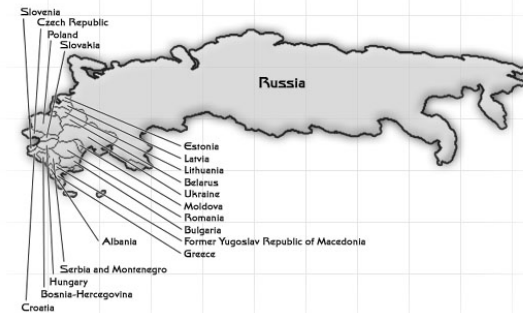 Slovenia
Czech Republic
Poland
Slovakia
Russia
Estonia
Latvia
Lithuania
Belarus
Ukraine
Moldova
Romania
Bulgaria
Former Yugoslav Republic of Macedonia
Greece
Albania
Serbia and Montenegro
Hungary
Bosnia-Hercegovina
Croatia